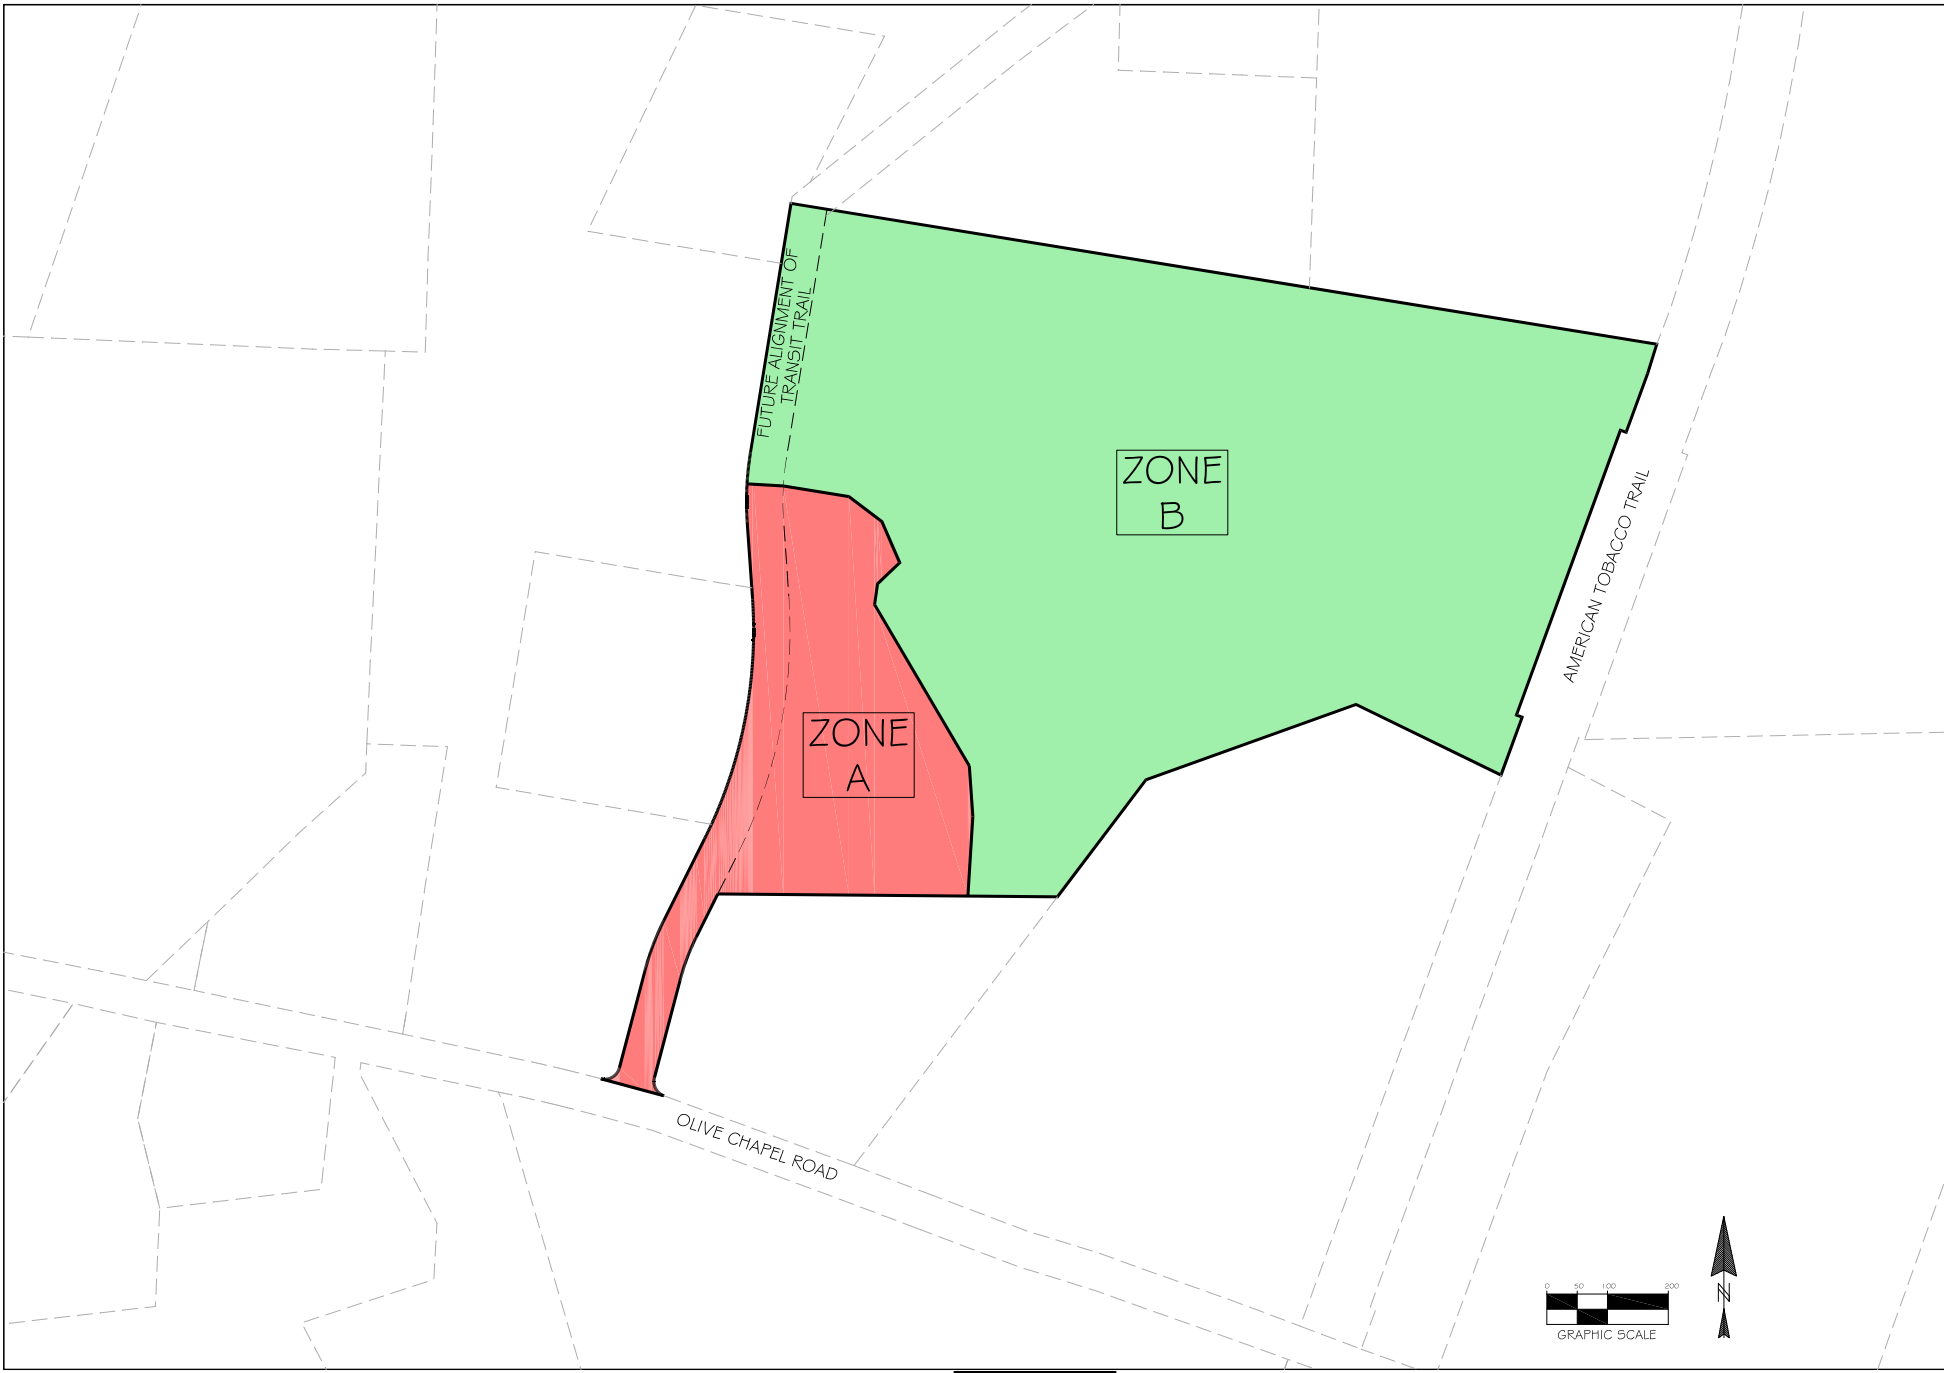 FUTURE ALIGNMENT OF
TRANSIT TRAIL
ZONE
B
AMERICAN TOBACCO TRAIL
ZONE
A
OLIVE CHAPEL ROAD
0 50 100 200
GRAPHIC SCALE
N